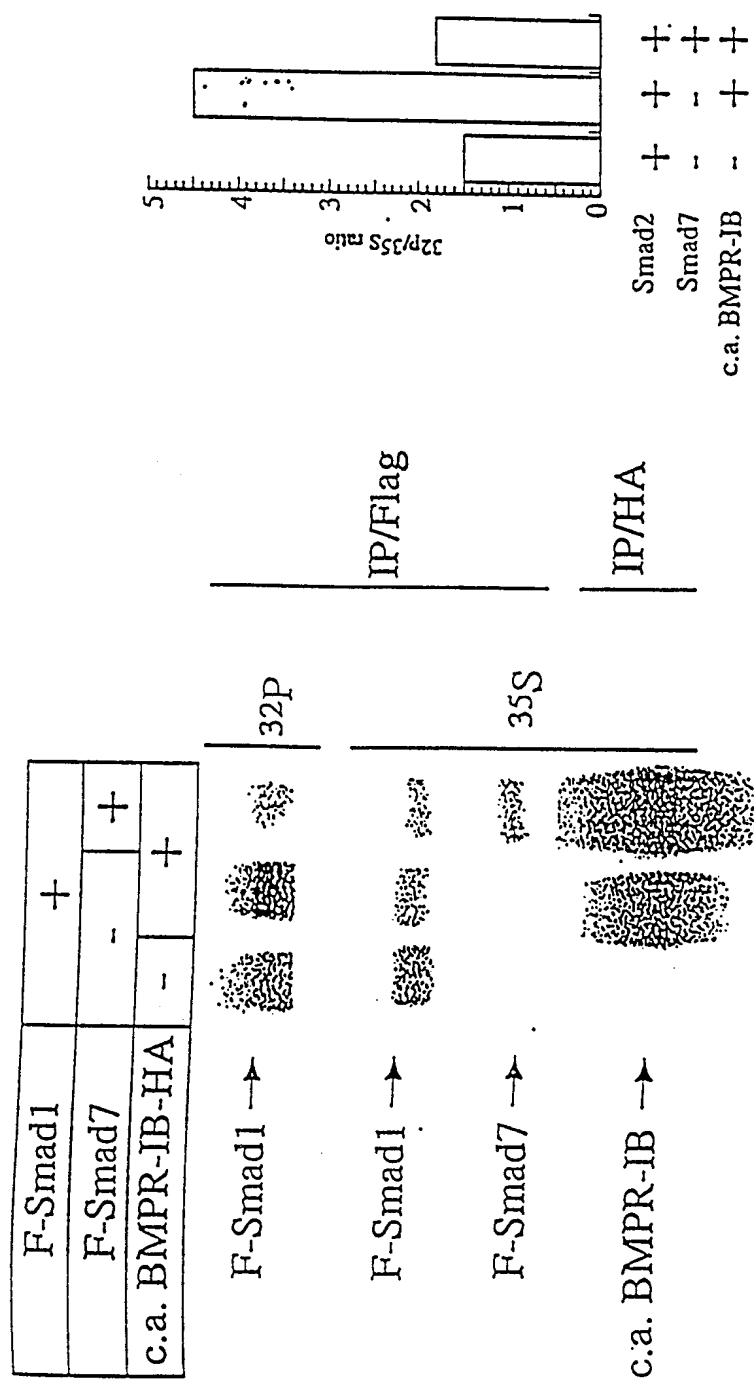 F-Smad1 +
F-Smad7 - +
c.a. BMPR-IB-HA - +
F-Smad1
F-Smad1
F-Smad7
c.a. BMPR-IB
32P
35S
IP/Flag
IP/HA
32p/35S ratio
5
4
3
2
1
0
Smad2 + + +
Smad7 - - +
c.a. BMPR-IB - + +